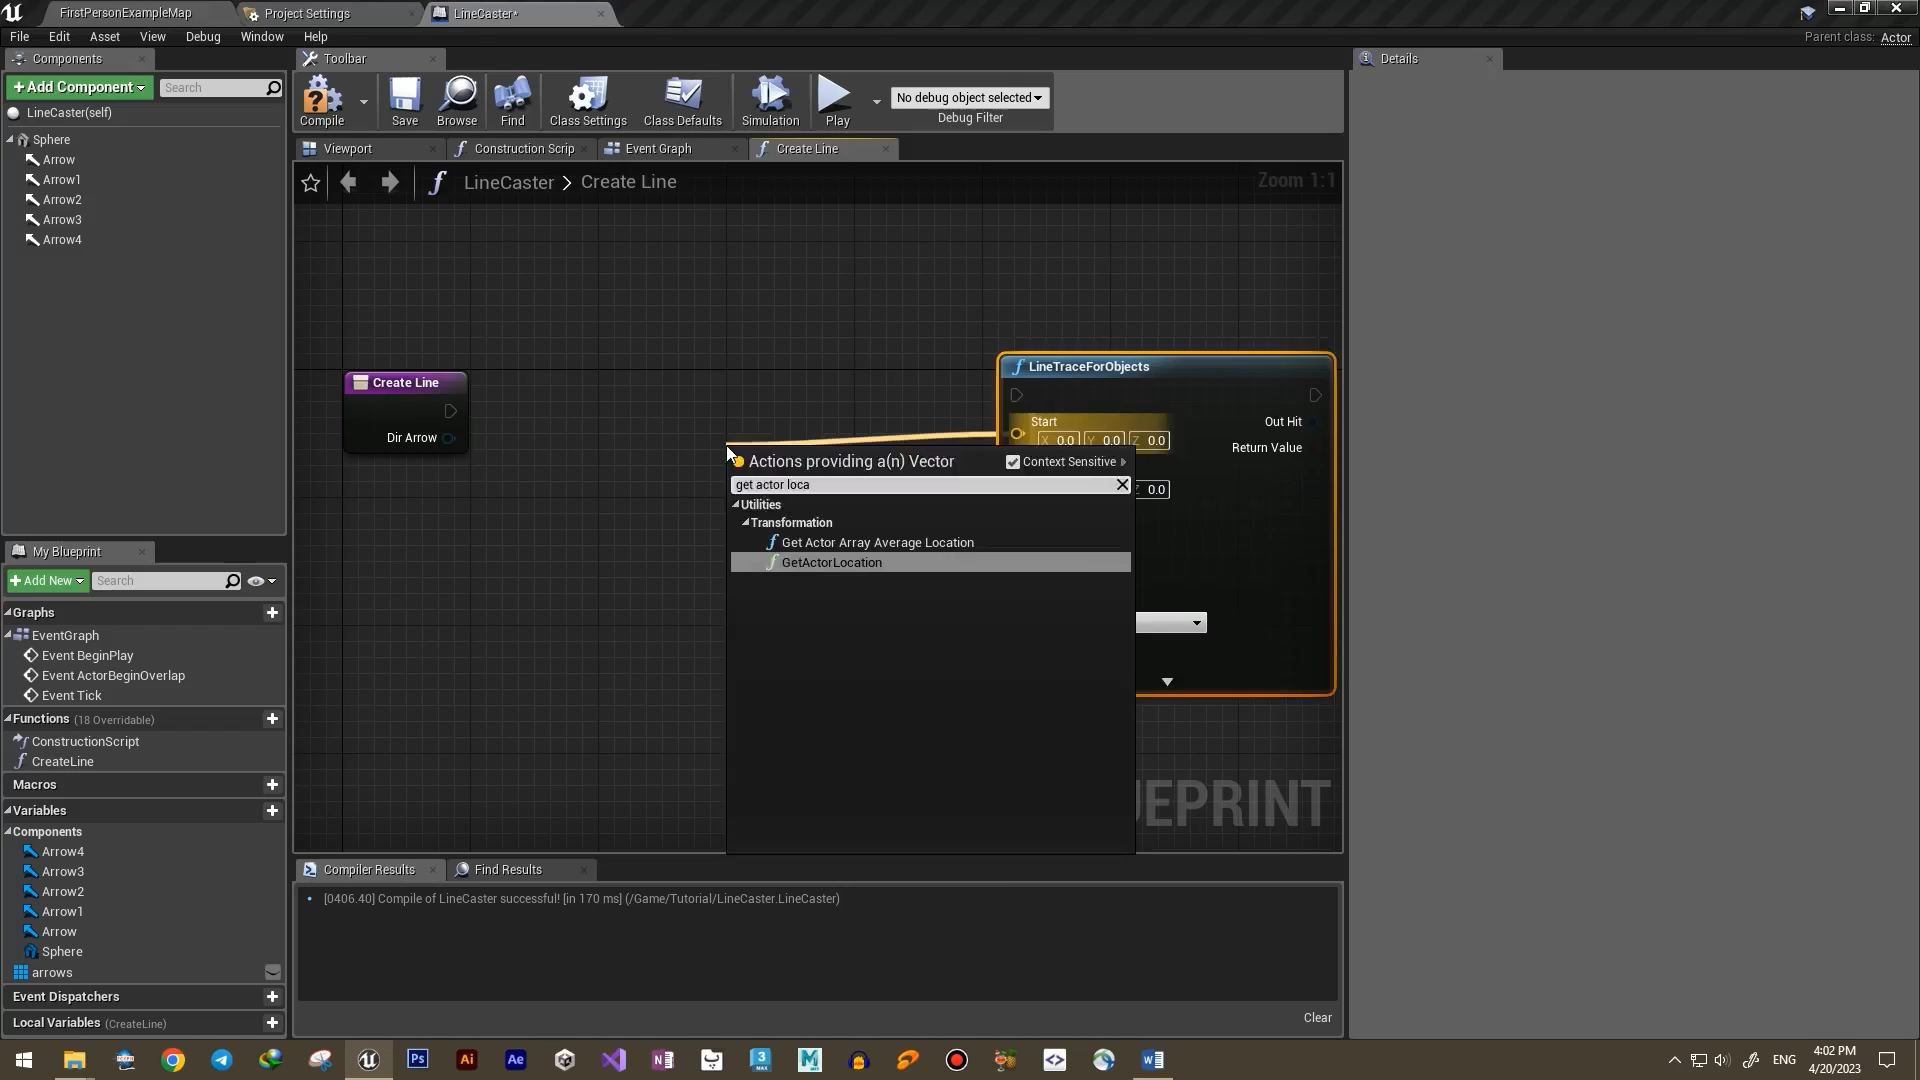 FirstPersonExampleMap
Project Settings
LineCaster*
File Edit Asset View Debug Window Help
Parent class: Actor
Components
Toolbar
Details
+Add Component
Search
LineCaster(self)
Sphere
Arrow
Arrow1
Arrow2
Arrow3
Arrow4
Compile
Save
Browse
Find
Class Settings
Class Defaults
Simulation
Play
No debug object selected
Debug Filter
Viewport
Construction Scrip
Event Graph
Create Line
LineCaster > Create Line
Zoom 1:1
Create Line
Dir Arrow
LineTraceForObjects
Start
X 0.0 Y 0.0 Z 0.0
Out Hit
Return Value
Z 0.0
Actions providing a(n) Vector
Context Sensitive
get actor loca
Utilities
Transformation
Get Actor Array Average Location
GetActorLocation
UEPRINT
My Blueprint
+Add New
Search
Graphs
EventGraph
Event BeginPlay
Event ActorBeginOverlap
Event Tick
Functions (18 Overridable)
ConstructionScript
CreateLine
Macros
Variables
Components
Arrow4
Arrow3
Arrow2
Arrow1
Arrow
Sphere
arrows
Event Dispatchers
Local Variables (CreateLine)
Compiler Results
Find Results
[0406.40] Compile of LineCaster successful! [in 170 ms] (/Game/Tutorial/LineCaster.LineCaster)
Clear
Ps
Ai
Ae
N
3
MAX
M
W
ENG
4:02 PM
4/20/2023